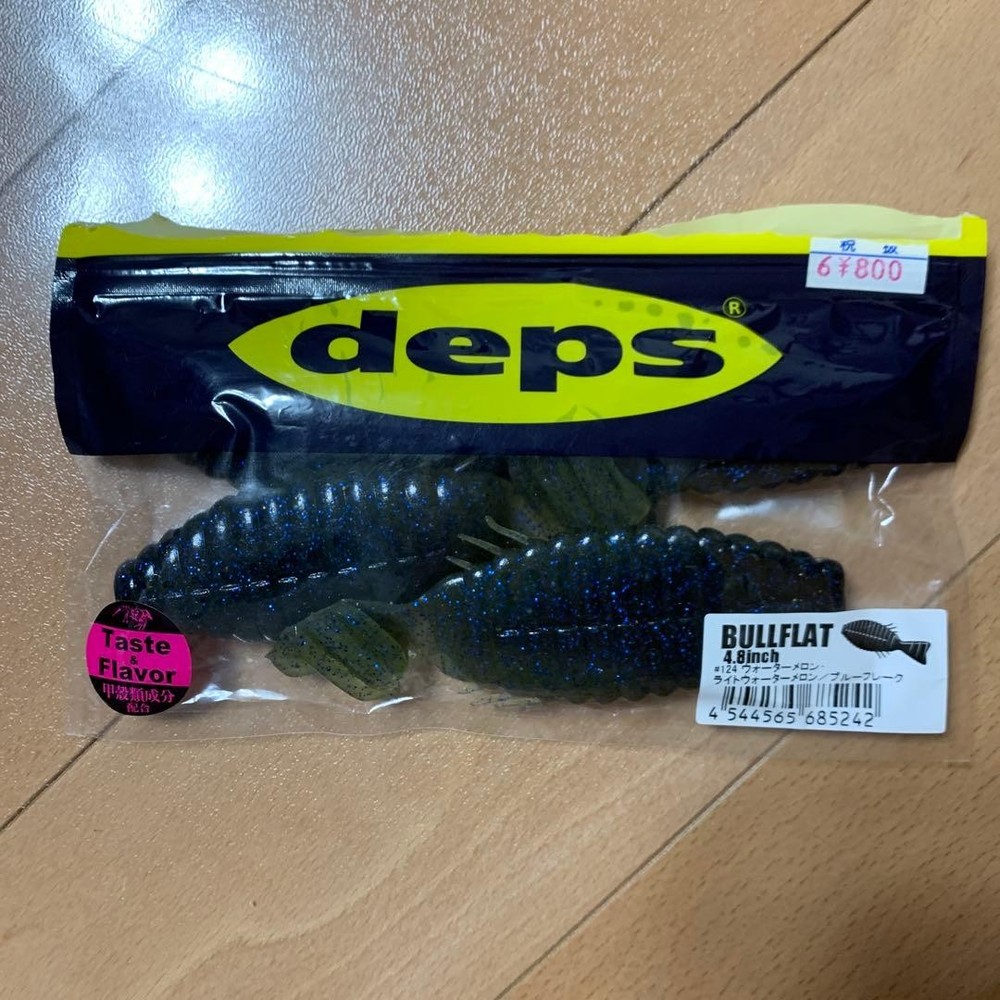 6¥800
deps®
Taste
&
Flavor
甲殻類成分
配合
BULLFLAT
4.8inch
#124 ウォーターメロン・
ライトウォーターメロン／ブルーフレーク
4 544565 685242